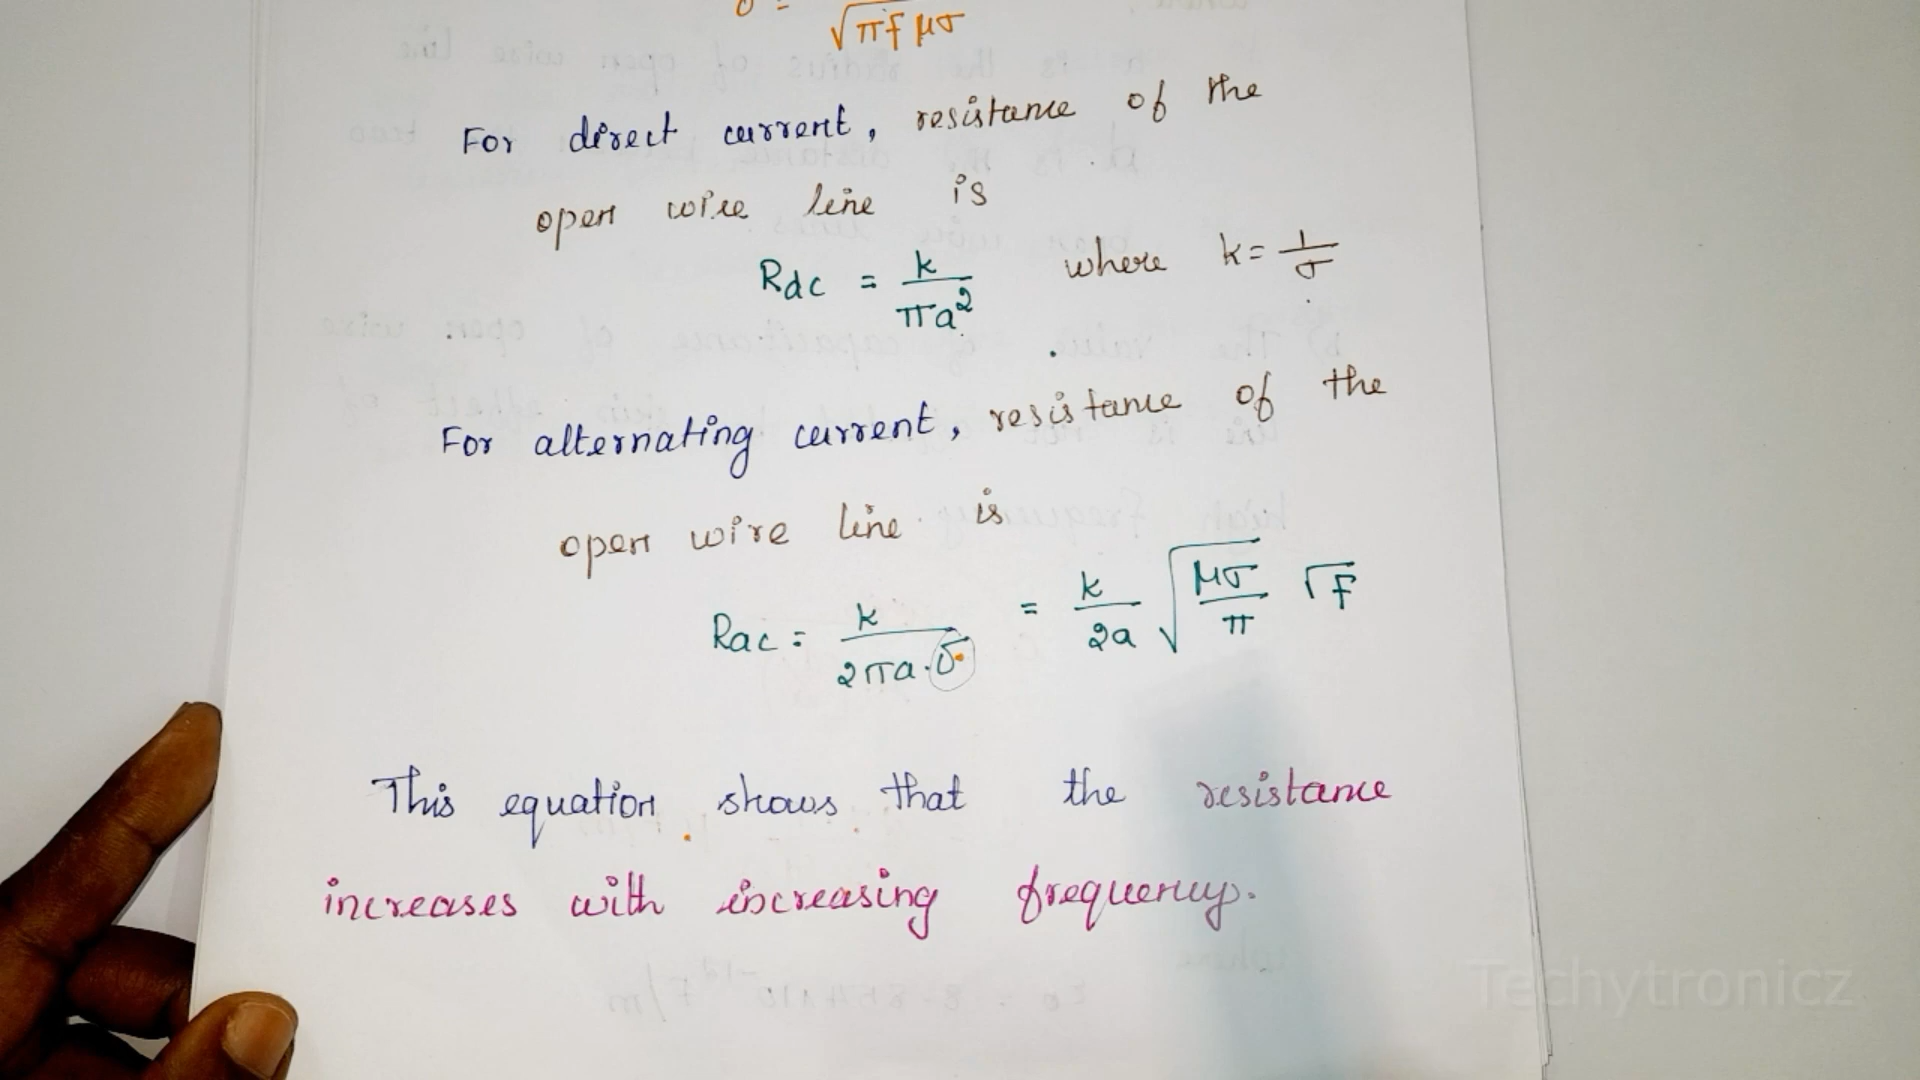 δ =
√πfμσ
For direct current, resistance of the
open wire line is
Rdc = k/πa² where k = 1/σ
For alternating current, resistance of the
open wire line is
Rac = k/2πa.δ = k/2a √μσ/π √f
This equation shows that the resistance
increases with increasing frequency.
Techytronicz